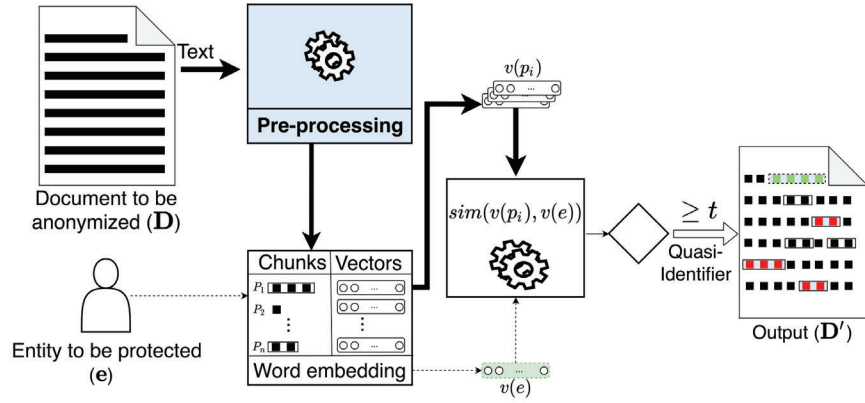 Text
Pre-processing
Document to be
anonymized (D)
v(p_i)
sim(v(p_i), v(e))
≥ t
Quasi-
Identifier
Output (D′)
Chunks Vectors
P_1 ...
P_2
⋮ ⋮
P_n ...
Word embedding
Entity to be protected
(e)
...
v(e)